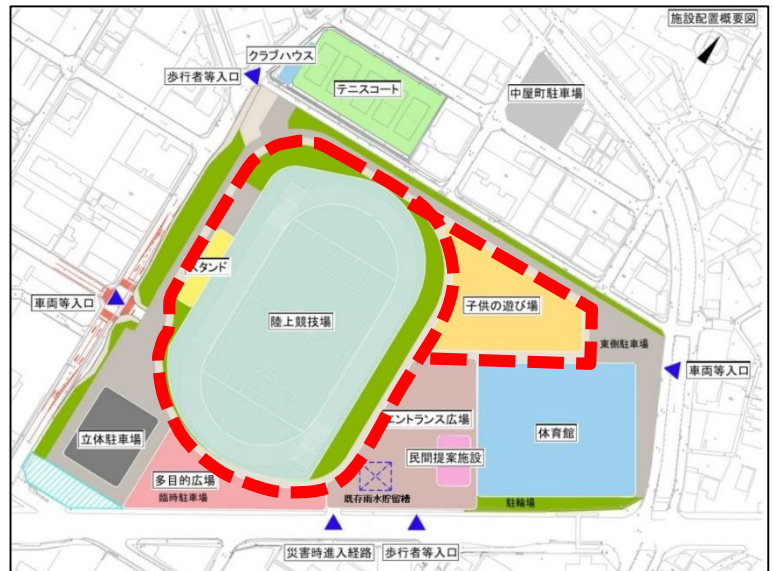 施設配置概要図
クラブハウス
歩行者等入口
テニスコート
中屋町駐車場
スタンド
車両等入口
陸上競技場
子供の遊び場
東側駐車場
車両等入口
エントランス広場
体育館
立体駐車場
民間提案施設
多目的広場
臨時駐車場
既存雨水貯留槽
駐輪場
災害時進入経路
歩行者等入口